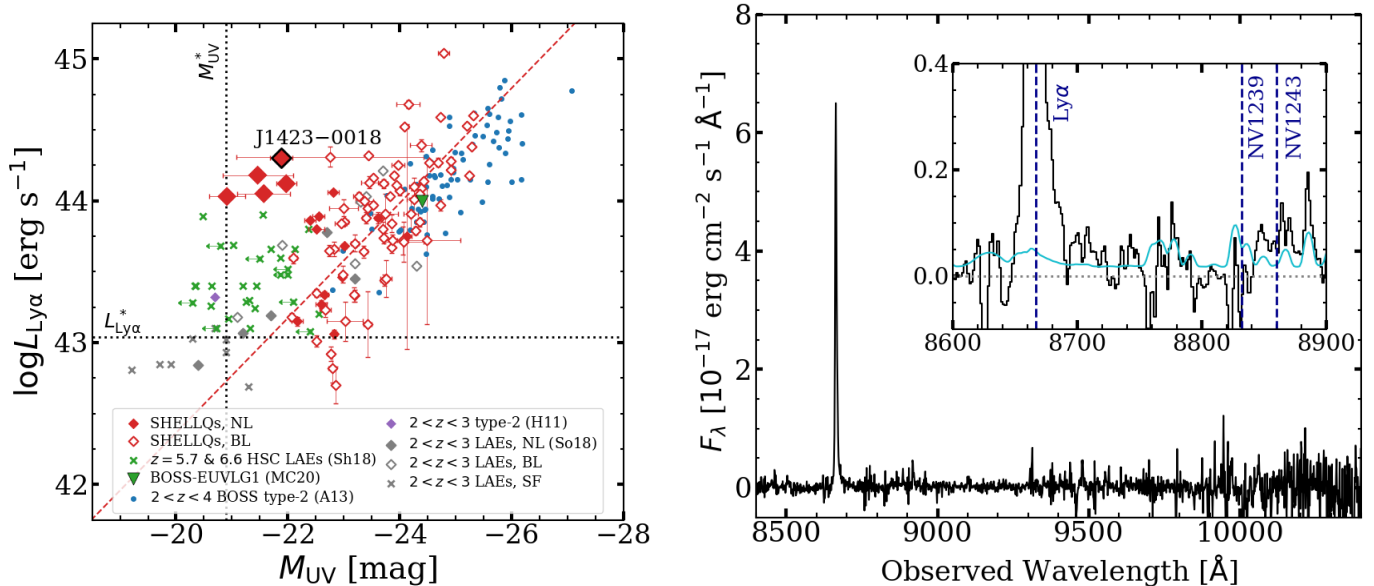 45
44
43
42
logL_Lyα [erg s⁻¹]
M*_UV
J1423−0018
L*_Lyα
SHELLQs, NL
SHELLQs, BL
z = 5.7 & 6.6 HSC LAEs (Sh18)
BOSS-EUVLG1 (MC20)
2 < z < 4 BOSS type-2 (A13)
2 < z < 3 type-2 (H11)
2 < z < 3 LAEs, NL (So18)
2 < z < 3 LAEs, BL
2 < z < 3 LAEs, SF
−20 −22 −24 −26 −28
M_UV [mag]
8
6
4
2
0
F_λ [10⁻¹⁷ erg cm⁻² s⁻¹ Å⁻¹]
0.4
0.2
0.0
Lyα
NV1239
NV1243
8600 8700 8800 8900
8500 9000 9500 10000
Observed Wavelength [Å]